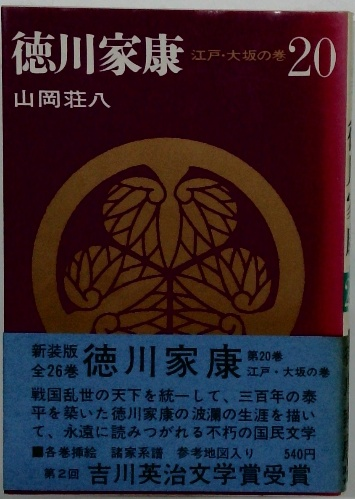 徳川家康 江戸・大坂の巻 20
山岡荘八
新装版
全26巻
徳川家康
第20巻
江戸・大坂の巻
戦国乱世の天下を統一して、三百年の泰
平を築いた徳川家康の波瀾の生涯を描い
て、永遠に読みつがれる不朽の国民文学
■各巻挿絵 諸家系譜 参考地図入り 540円
第2回 吉川英治文学賞受賞